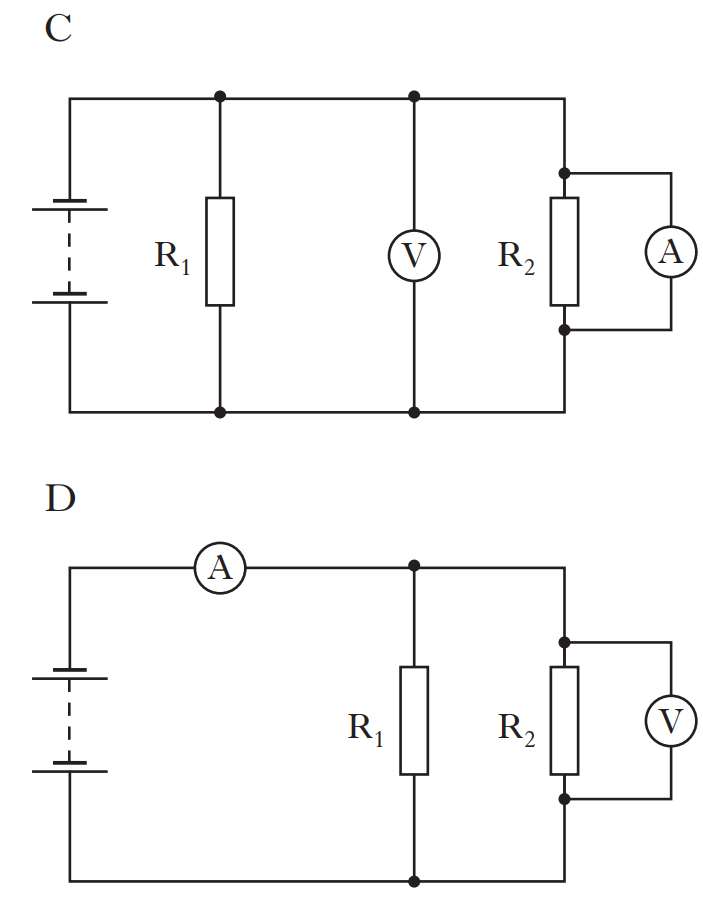 C
R₁ V R₂ A
D
A
R₁ R₂ V